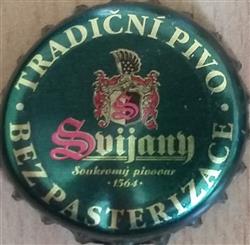 TRADIČNÍ PIVO
S
Svijany
Soukromý pivovar
· 1564 ·
· BEZ PASTERIZACE ·